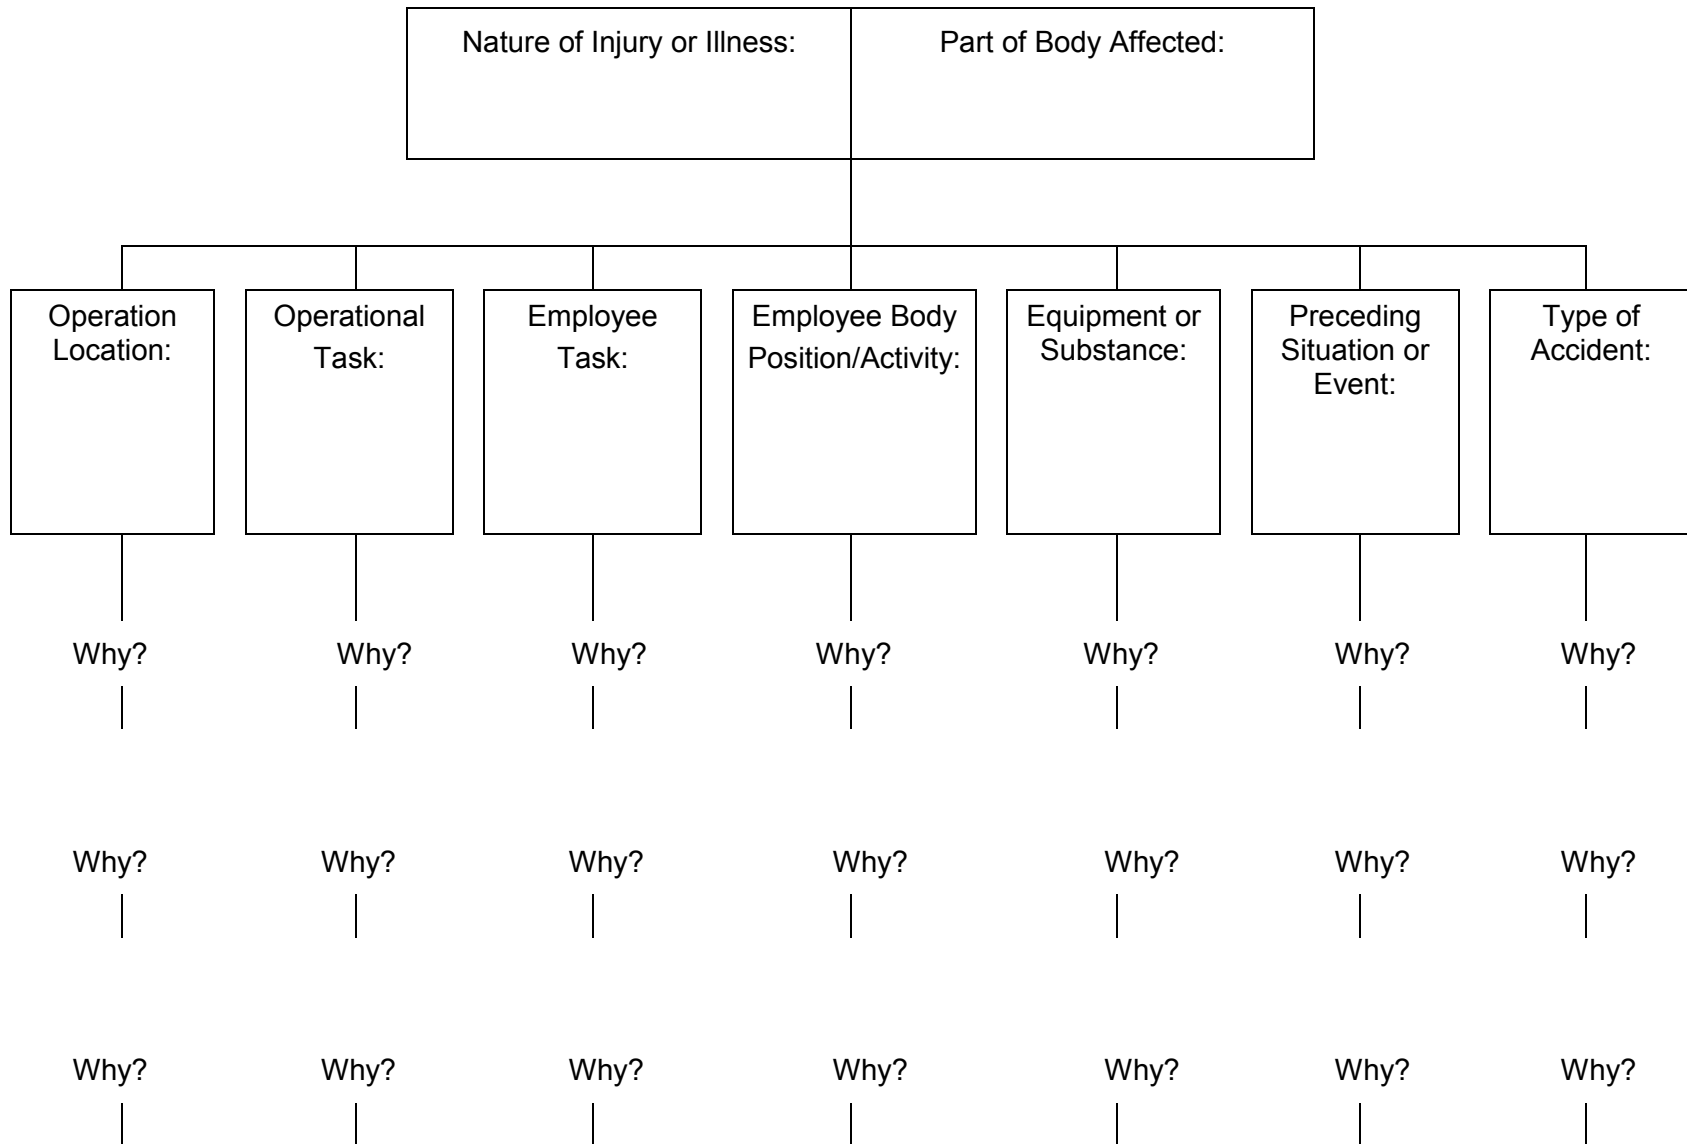 Nature of Injury or Illness:
Part of Body Affected:
Operation
Location:
Operational
Task:
Employee
Task:
Employee Body
Position/Activity:
Equipment or
Substance:
Preceding
Situation or
Event:
Type of
Accident:
Why? Why? Why? Why? Why? Why? Why?
Why? Why? Why? Why? Why? Why? Why?
Why? Why? Why? Why? Why? Why? Why?